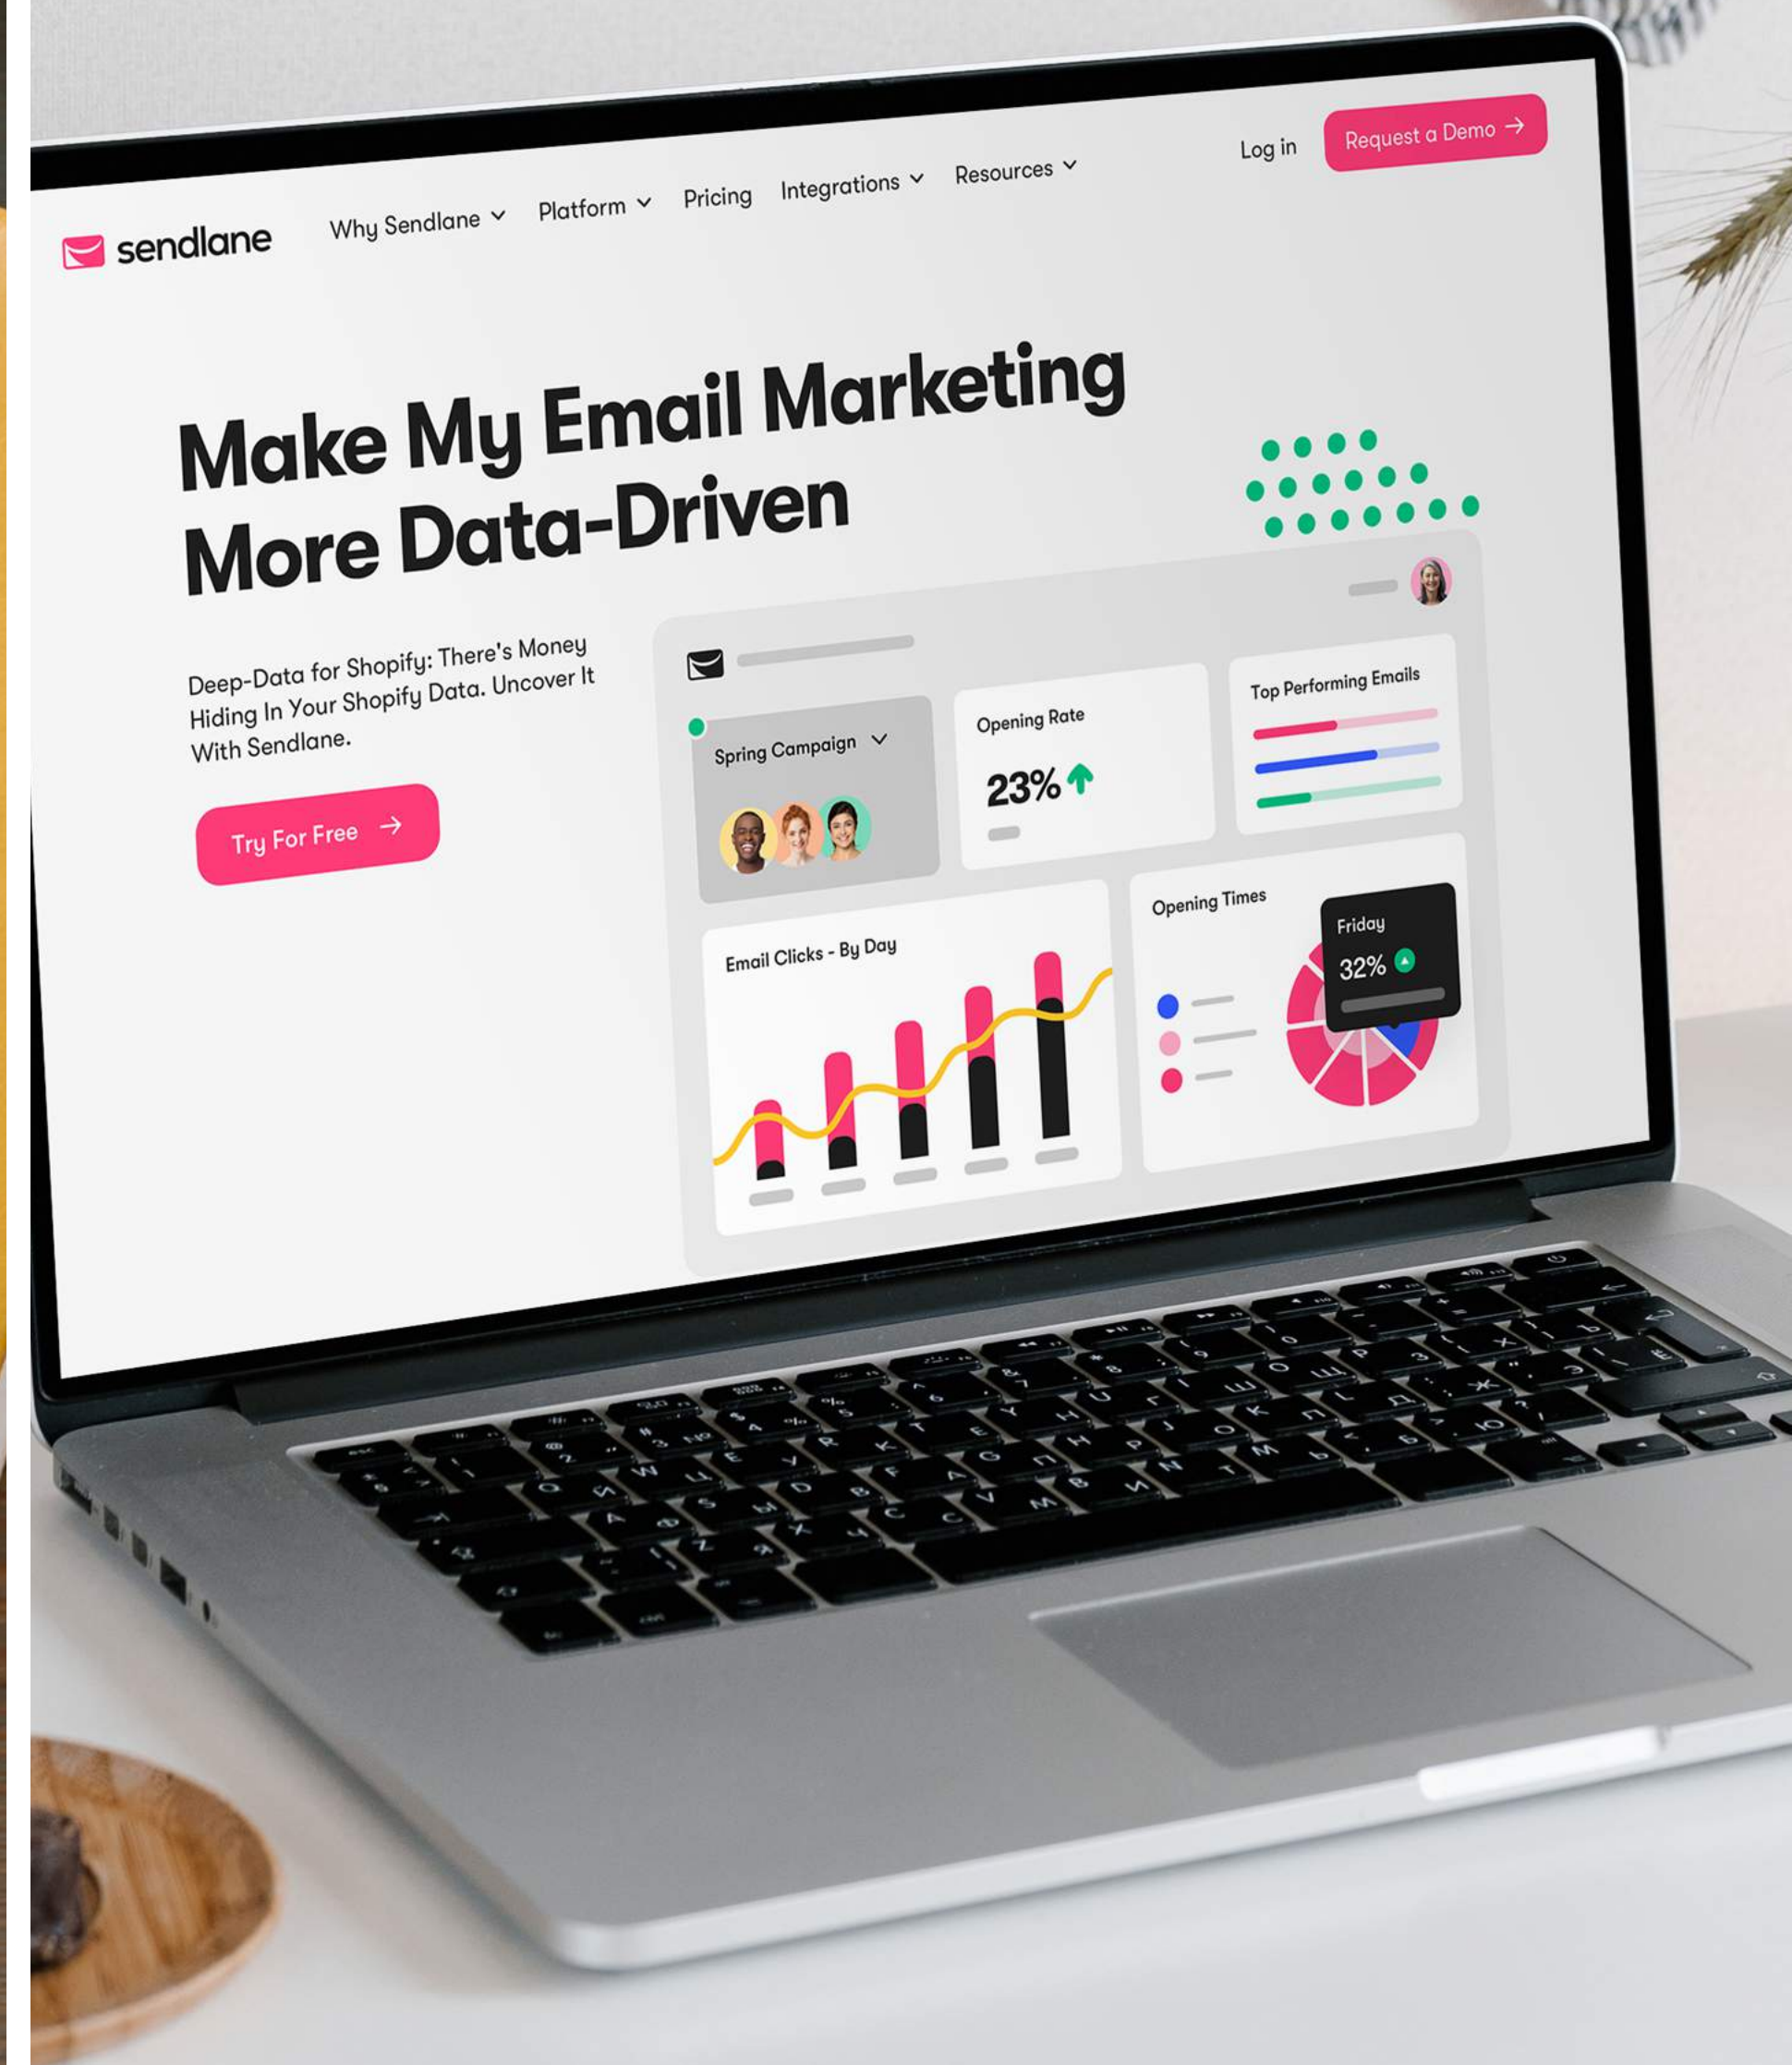 sendlane
Why Sendlane
Platform
Pricing
Integrations
Resources
Log in
Request a Demo →
Make My Email Marketing
More Data-Driven
Deep-Data for Shopify: There's Money
Hiding In Your Shopify Data. Uncover It
With Sendlane.
Try For Free →
Spring Campaign
Opening Rate
23%
Top Performing Emails
Email Clicks - By Day
Opening Times
Friday
32%